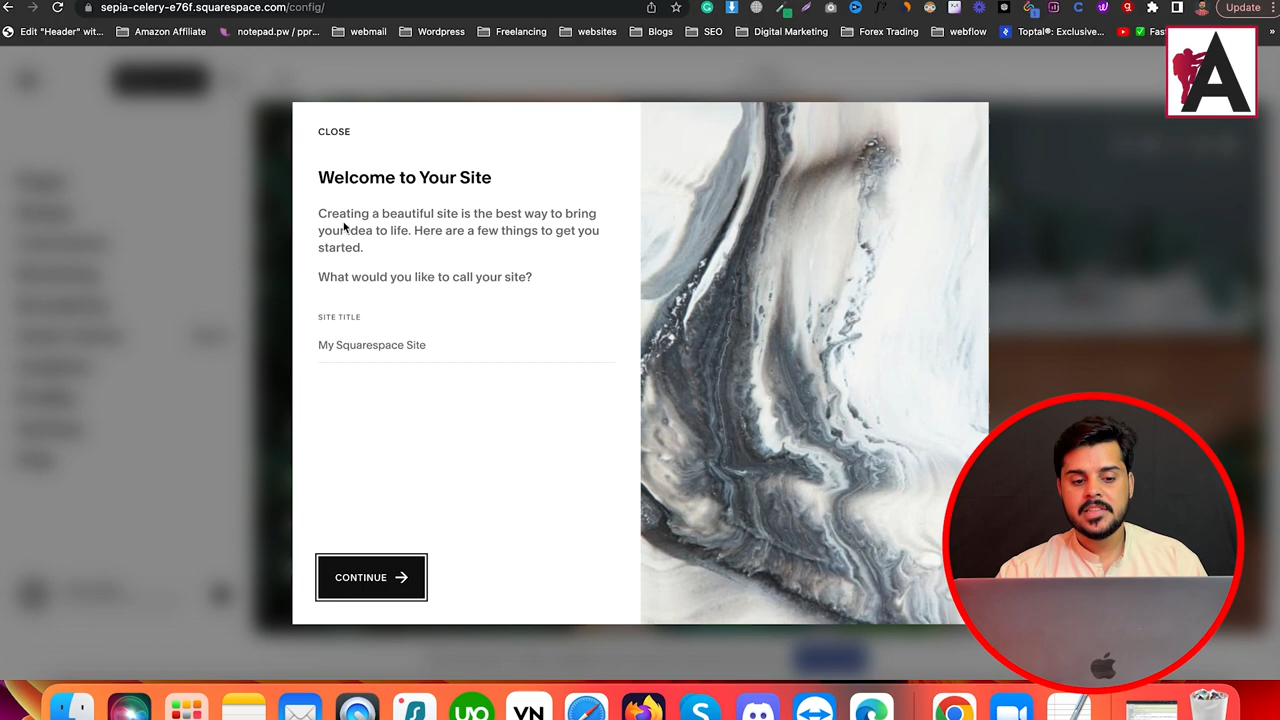 sepia-celery-e76f.squarespace.com/config/
Update
Edit "Header" wit...
Amazon Affiliate
notepad.pw / ppr...
webmail
Wordpress
Freelancing
websites
Blogs
SEO
Digital Marketing
Forex Trading
webflow
Toptal®: Exclusive...
Fas
»
A
CLOSE
Welcome to Your Site
Creating a beautiful site is the best way to bring
your idea to life. Here are a few things to get you
started.
What would you like to call your site?
SITE TITLE
My Squarespace Site
CONTINUE
UP
VN